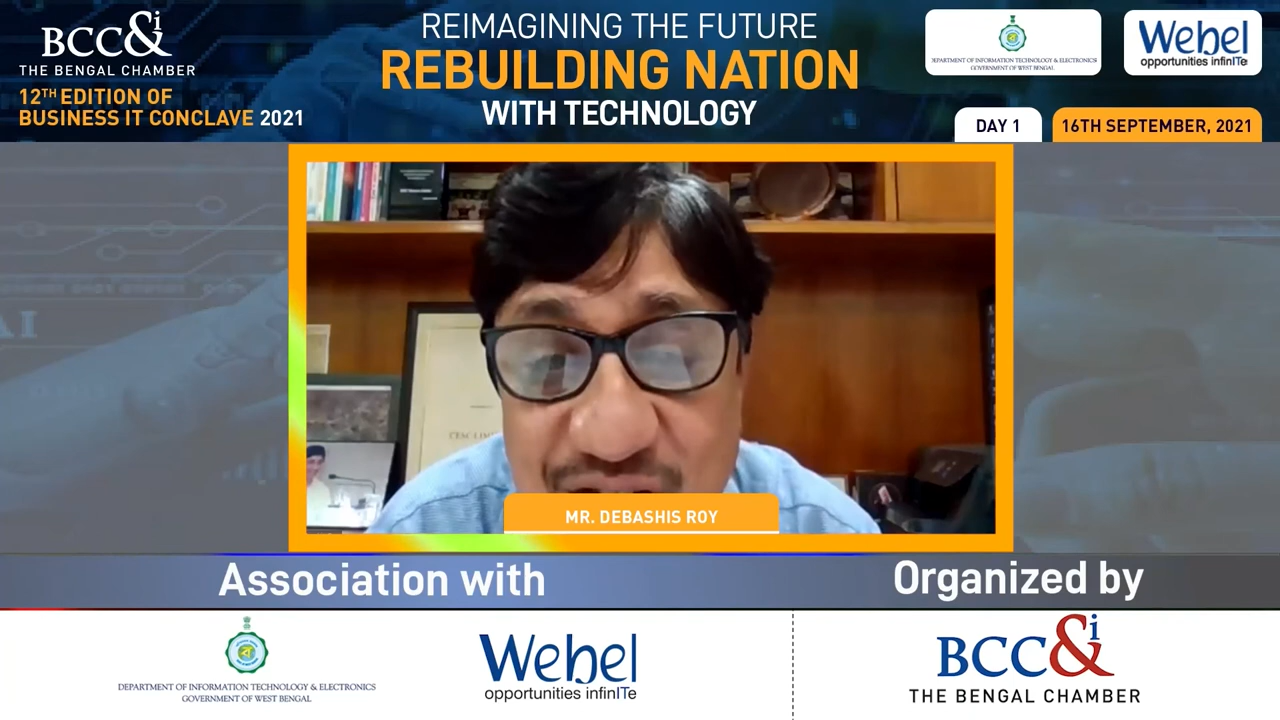 BCC&i
THE BENGAL CHAMBER
12TH EDITION OF
BUSINESS IT CONCLAVE 2021
REIMAGINING THE FUTURE
REBUILDING NATION
WITH TECHNOLOGY
DEPARTMENT OF INFORMATION TECHNOLOGY & ELECTRONICS
GOVERNMENT OF WEST BENGAL
Webel
opportunities infinITe
DAY 1
16TH SEPTEMBER, 2021
AI
MR. DEBASHIS ROY
Association with
Organized by
DEPARTMENT OF INFORMATION TECHNOLOGY & ELECTRONICS
GOVERNMENT OF WEST BENGAL
Webel
opportunities infinITe
BCC&i
THE BENGAL CHAMBER